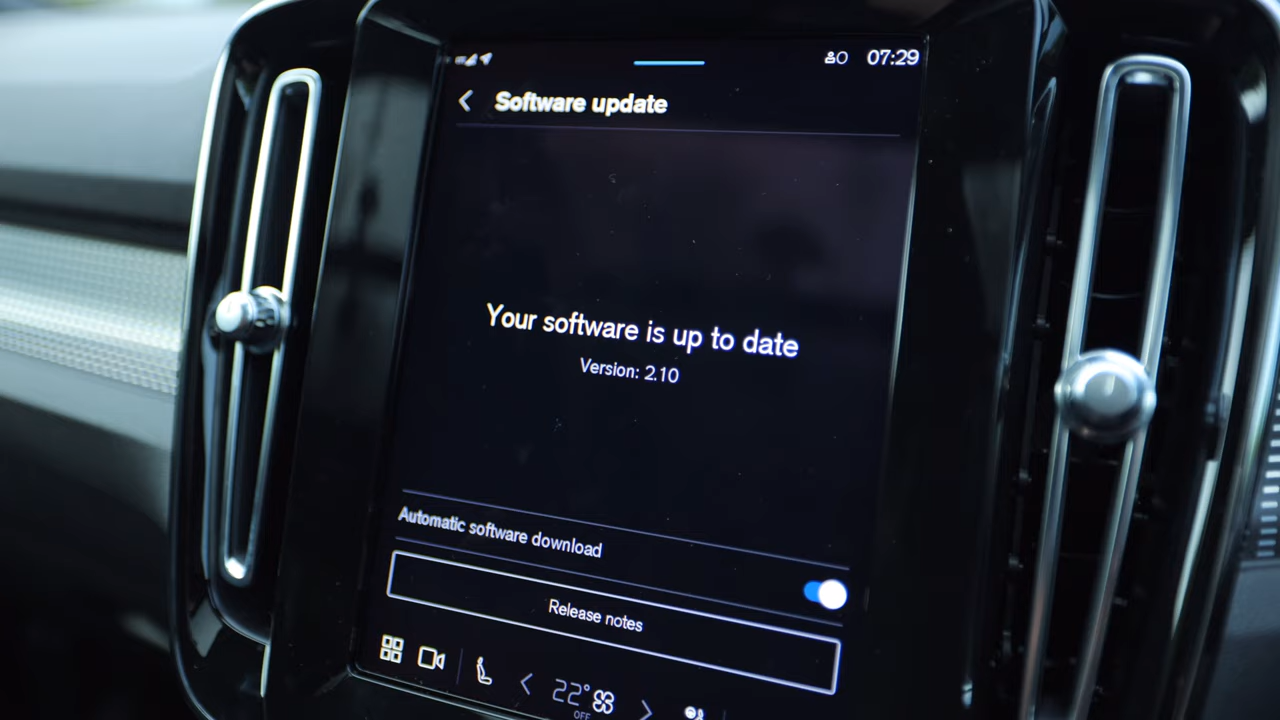 07:29
Software update
Your software is up to date
Version: 2.10
Automatic software download
Release notes
22°
OFF